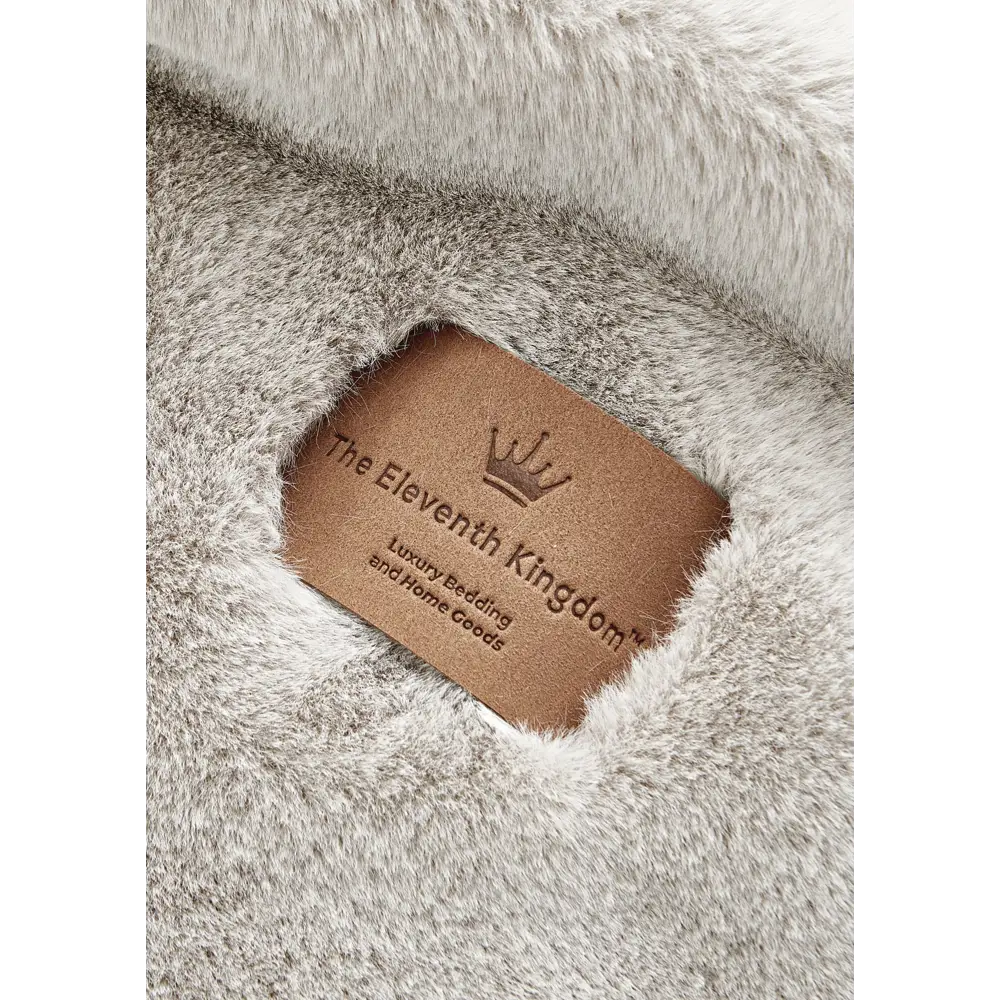 The Eleventh Kingdom™
Luxury Bedding
and Home Goods